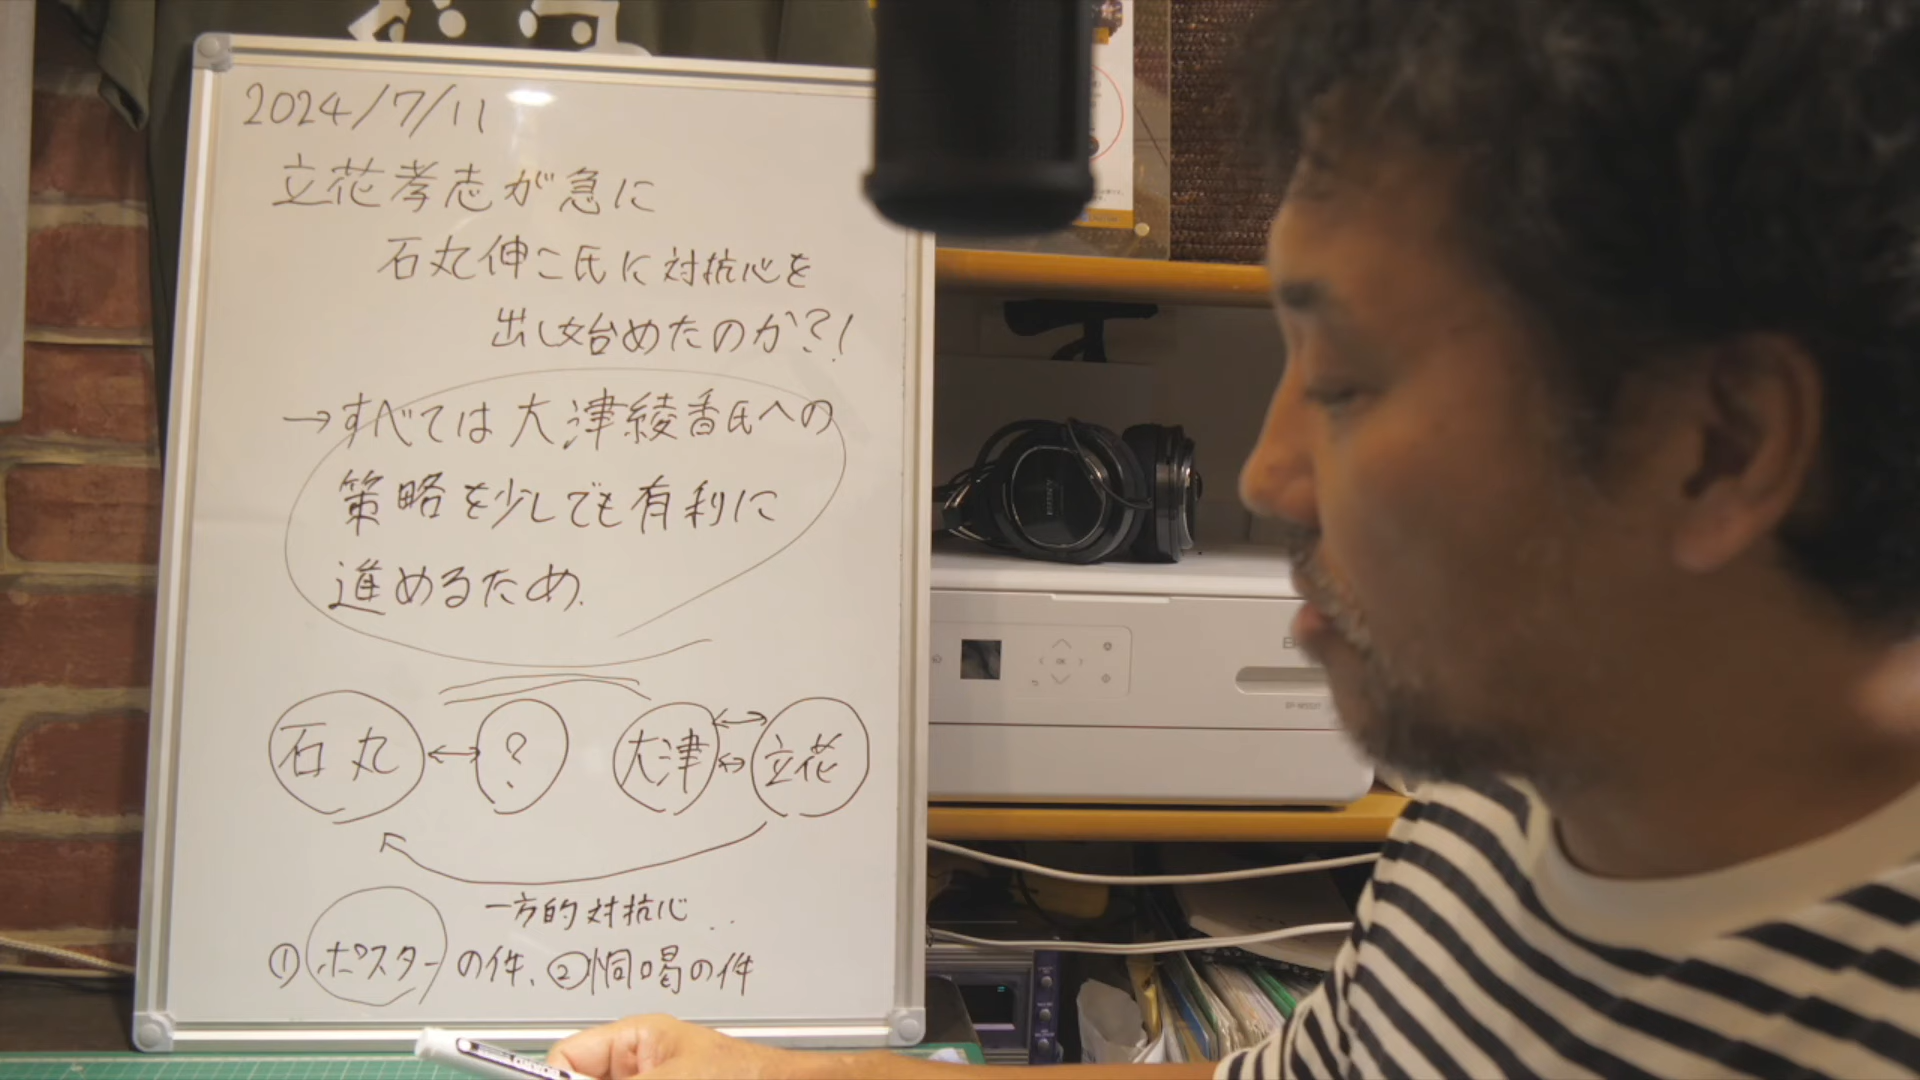 2024/7/11
立花孝志が急に
石丸伸二氏に対抗心を
出し始めたのか?!
→すべては大津綾香氏への
策略を少しでも有利に
進めるため.
石丸 ↔ ? 大津 ↔ 立花
一方的対抗心
①ポスターの件、②恫喝の件
OK